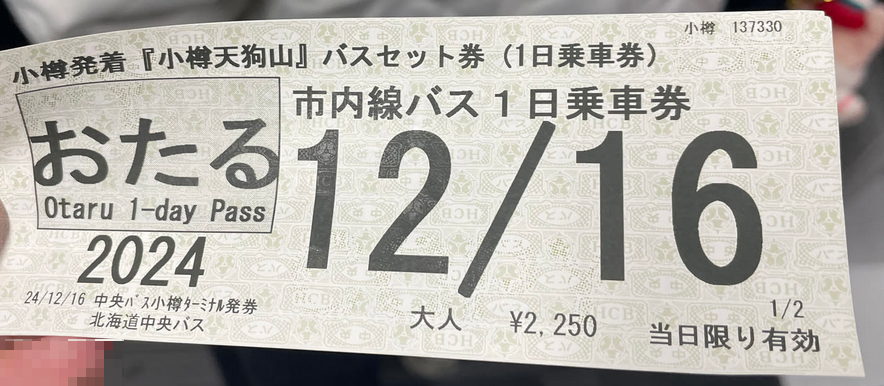 小樽 137330
小樽発着『小樽天狗山』バスセット券（1日乗車券）
市内線バス１日乗車券
おたる
Otaru 1-day Pass
12/16
2024
24/12/16 中央ﾊﾞｽ小樽ﾀｰﾐﾅﾙ発券
北海道中央バス
大人 ¥2,250
1/2
当日限り有効